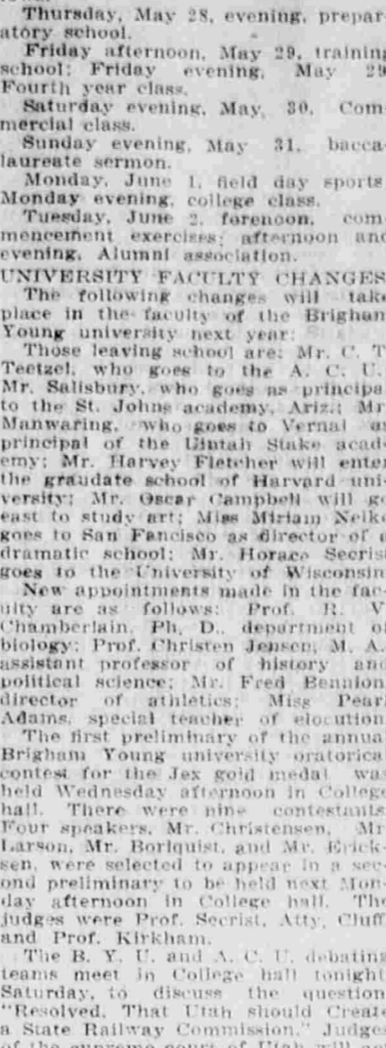 Thursday, May 28, evening, prepar
atory school.
Friday afternoon, May 29, training
school; Friday evening, May 29
Fourth year class.
Saturday evening, May, 30, Com
mercial class.
Sunday evening, May 31, bacca-
laureate sermon.
Monday, June 1, field day sports
Monday evening, college class.
Tuesday, June 2, forenoon, com
mencement exercises; afternoon and
evening, Alumni association.
UNIVERSITY FACULTY CHANGES
The following changes will take
place in the faculty of the Brigham
Young university next year:
Those leaving school are: Mr. C. T
Teetzel, who goes to the A. C. U.
Mr. Salisbury, who goes as principa
to the St. Johns academy, Ariz.; Mr
Manwaring, who goes to Vernal as
principal of the Uintah Stake acad-
emy; Mr. Harvey Fletcher will enter
the graudate school of Harvard uni-
versity; Mr. Oscar Campbell will go
east to study art; Miss Miriam Nelke
goes to San Fancisco as director of a
dramatic school; Mr. Horace Secrist
goes to the University of Wisconsin
New appointments made in the fac-
ulty are as follows: Prof. R. V
Chamberlain, Ph, D., department of
biology; Prof. Christen Jensen, M. A.
assistant professor of history and
political science; Mr. Fred Bennion
director of athletics; Miss Pearl
Adams, special teacher of elocution
The first preliminary of the annual
Brigham Young university oratorical
contest for the Jex gold medal was
held Wednesday afternoon in College
hall. There were nine contestants
Four speakers, Mr. Christensen, Mr
Larson, Mr. Borlquist, and Mr. Erick-
sen, were selected to appear in a sec-
ond preliminary to be held next Mon-
day afternoon in College hall. The
judges were Prof. Secrist, Atty, Cluff
and Prof. Kirkham.
The B. Y. U. and A. C. U. debating
teams meet in College hall tonight
Saturday, to discuss the question
"Resolved, That Utah should Create
a State Railway Commission." Judges
of the supreme court of Utah will